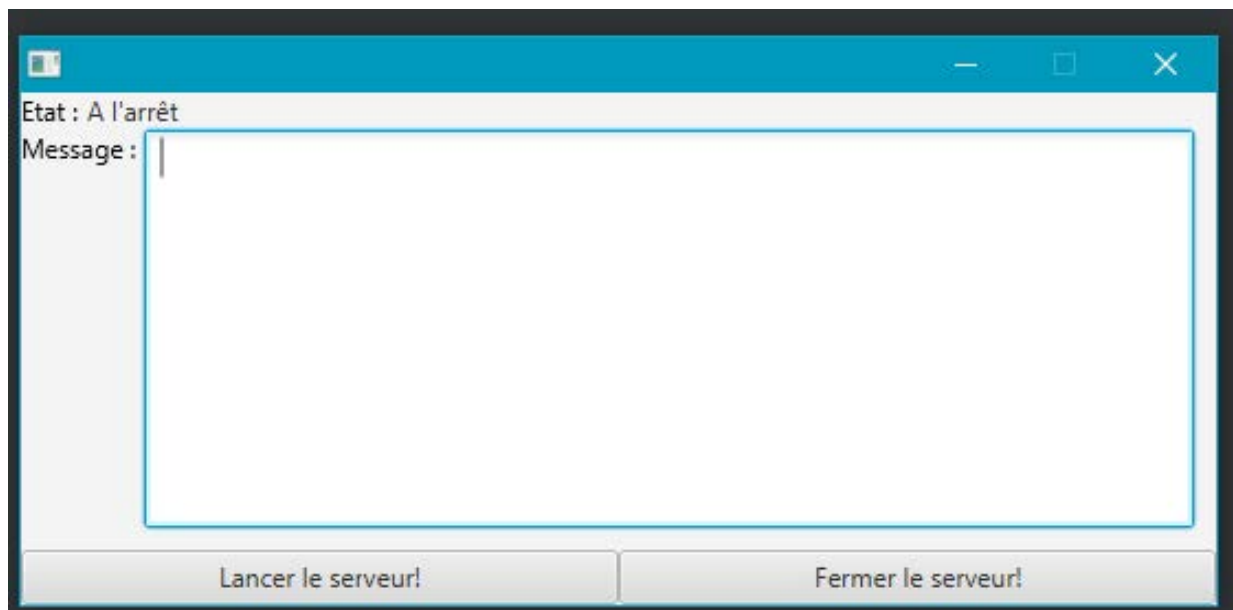 Etat : A l'arrêt
Message :
Lancer le serveur!
Fermer le serveur!